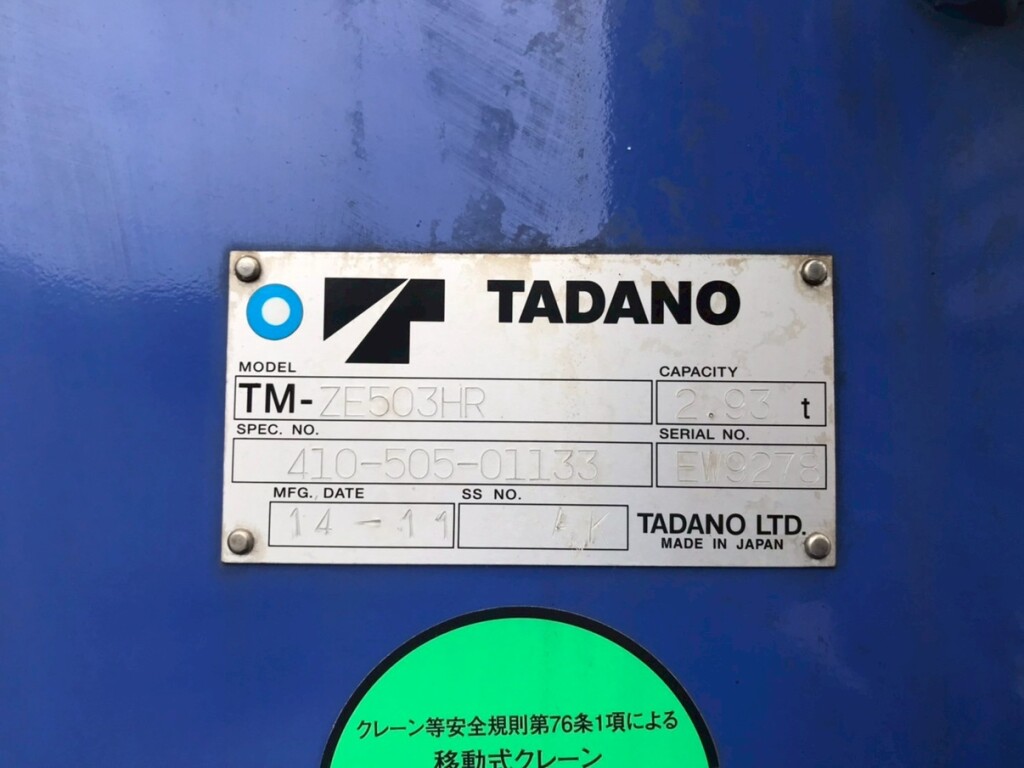 TADANO
MODEL
TM-ZE503HR
CAPACITY
2.93 t
SPEC. NO.
410-505-01133
SERIAL NO.
EW9278
MFG. DATE
14-11
SS NO.
TADANO LTD.
MADE IN JAPAN
クレーン等安全規則第76条1項による
移動式クレーン